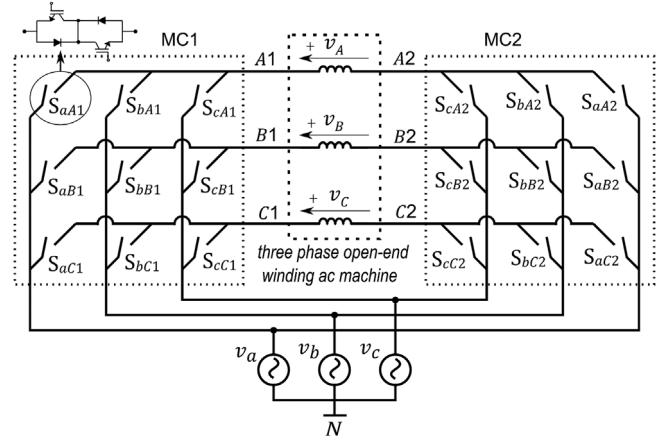 MC1
MC2
+ v_A
A1
A2
S_aA1
S_bA1
S_cA1
S_cA2
S_bA2
S_aA2
+ v_B
B1
B2
S_aB1
S_bB1
S_cB1
S_cB2
S_bB2
S_aB2
+ v_C
C1
C2
S_aC1
S_bC1
S_cC1
S_cC2
S_bC2
S_aC2
three phase open-end
winding ac machine
v_a
v_b
v_c
N